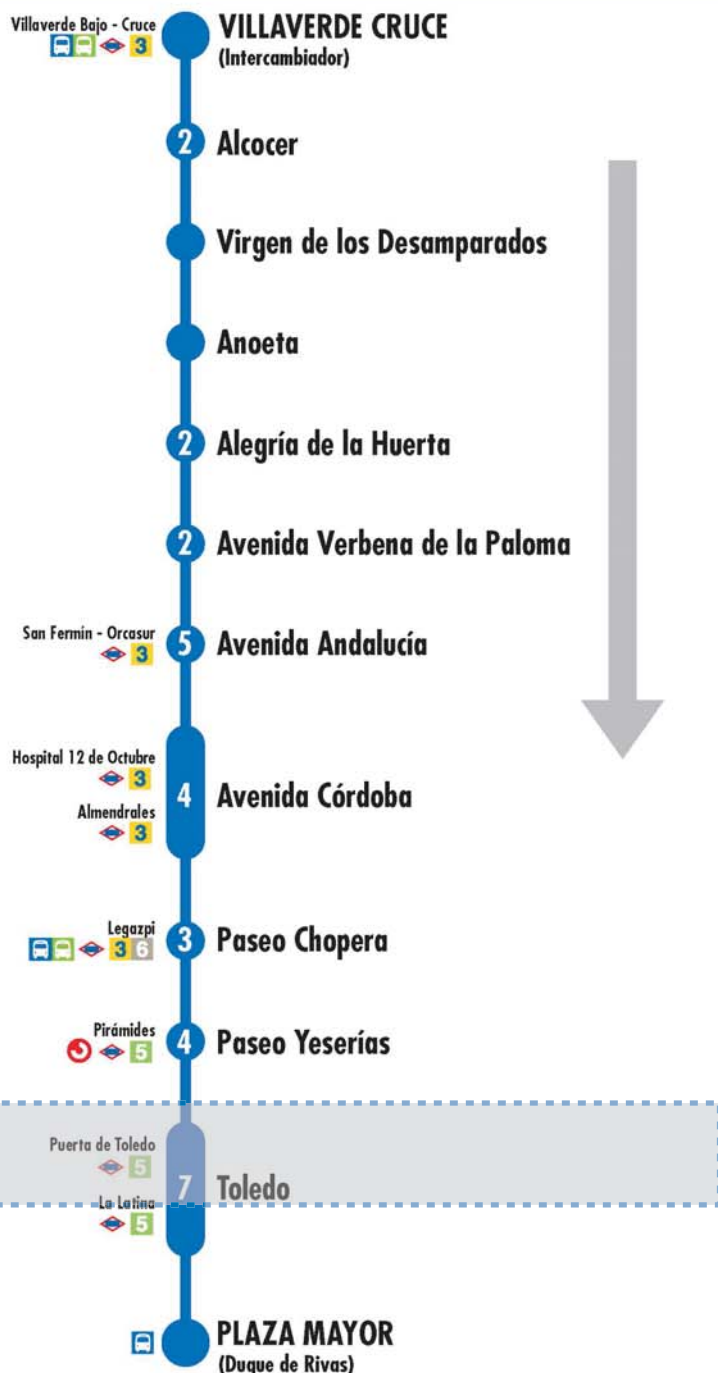 Villaverde Bajo - Cruce
3
VILLAVERDE CRUCE
(Intercambiador)
2 Alcocer
Virgen de los Desamparados
Anoeta
2 Alegría de la Huerta
2 Avenida Verbena de la Paloma
San Fermín - Orcasur
3
5 Avenida Andalucía
Hospital 12 de Octubre
3
Almendrales
3
4 Avenida Córdoba
Legazpi
3 6
3 Paseo Chopera
Pirámides
5
4 Paseo Yeserías
Puerta de Toledo
5
La Latina
5
7 Toledo
PLAZA MAYOR
(Duque de Rivas)